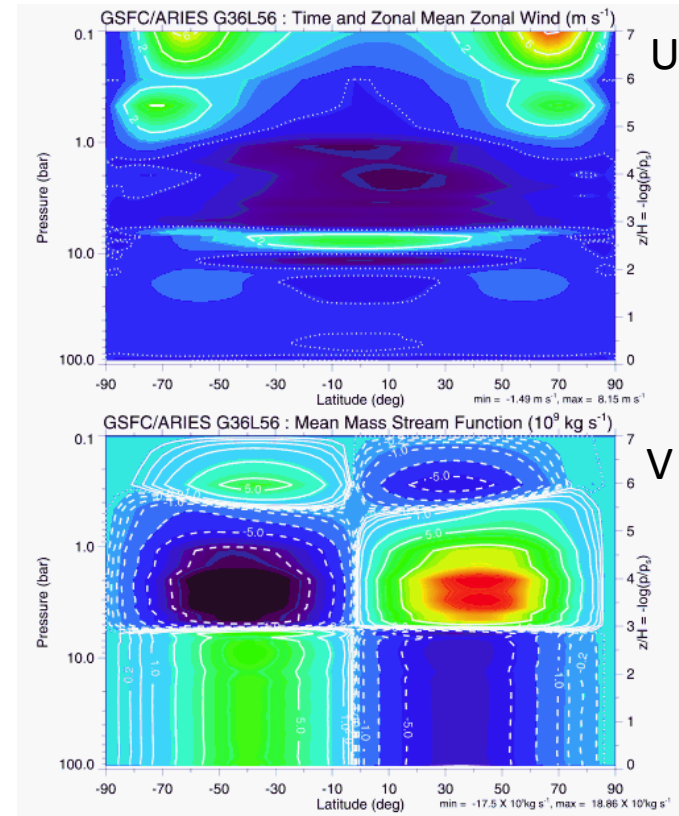 GSFC/ARIES G36L56 : Time and Zonal Mean Zonal Wind (m s⁻¹)
U
Pressure (bar)
0.1
1.0
10.0
100.0
7
6
5
4
3
2
1
0
z/H = -log(p/pₛ)
2
2
2
2
2
-90 -70 -50 -30 -10 10 30 50 70 90
Latitude (deg)
min = -1.49 m s⁻¹, max = 8.15 m s⁻¹
GSFC/ARIES G36L56 : Mean Mass Stream Function (10⁹ kg s⁻¹)
V
Pressure (bar)
0.1
1.0
10.0
100.0
7
6
5
4
3
2
1
0
z/H = -log(p/pₛ)
5.0
-5.0
-1.0
-5.0
5.0
0.2
1.0
5.0
-1.0
-5.0
-1.0
-0.2
-90 -70 -50 -30 -10 10 30 50 70 90
Latitude (deg)
min = -17.5 X 10⁹kg s⁻¹, max = 18.86 X 10⁹kg s⁻¹